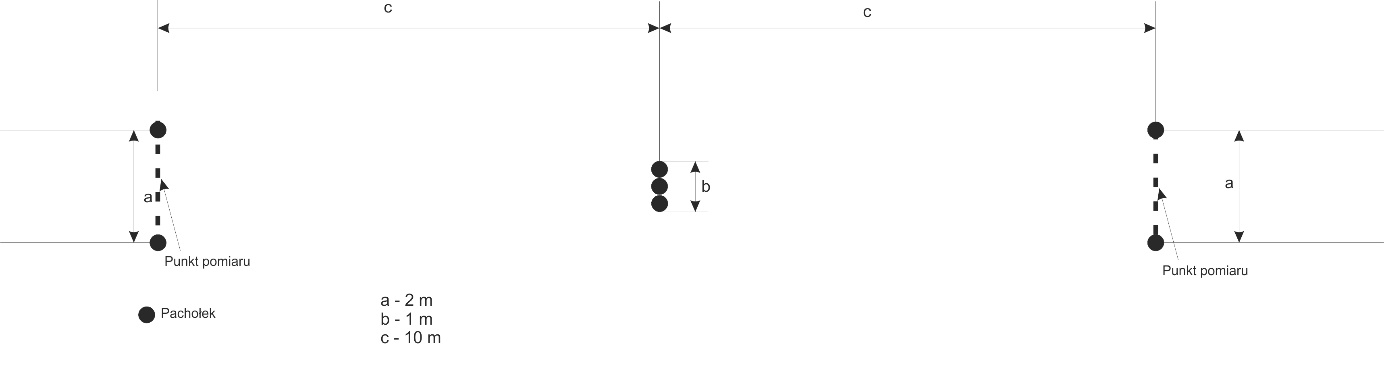 c
c
a
b
a
Punkt pomiaru
Punkt pomiaru
Pachołek
a - 2 m
b - 1 m
c - 10 m